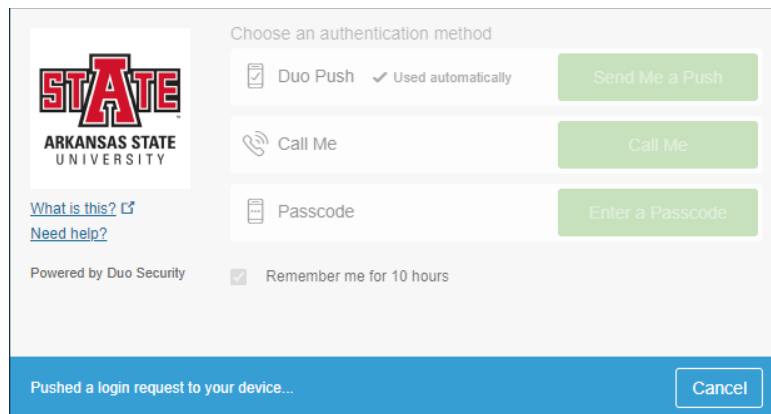 STATE
ARKANSAS STATE
UNIVERSITY
What is this?
Need help?
Powered by Duo Security
Choose an authentication method
Duo Push Used automatically Send Me a Push
Call Me Call Me
Passcode Enter a Passcode
Remember me for 10 hours
Pushed a login request to your device... Cancel